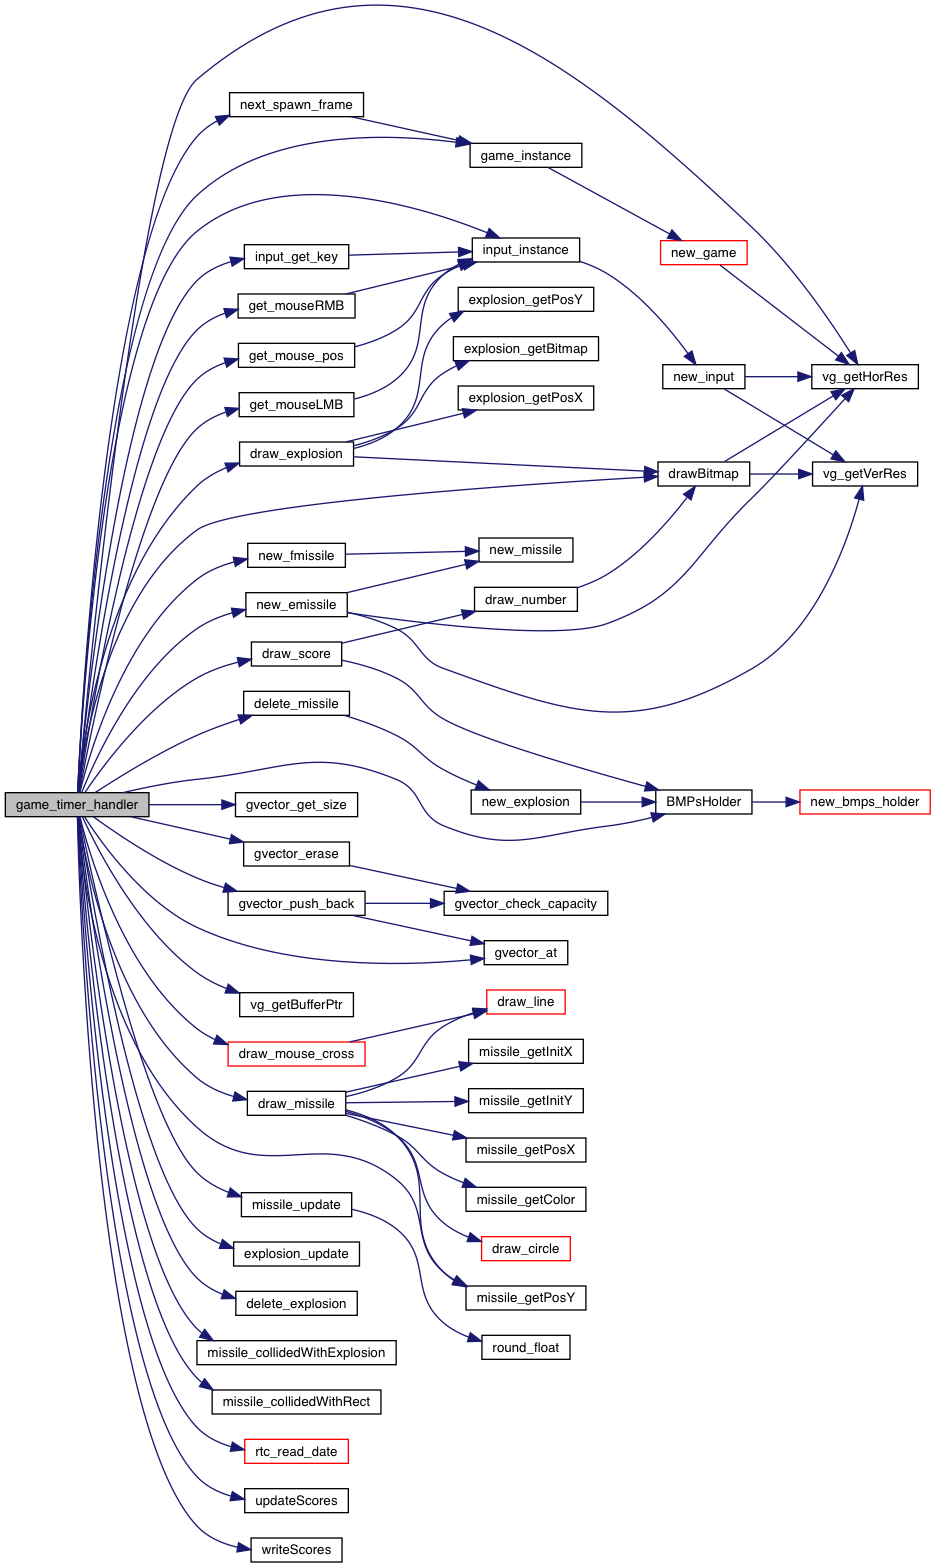 next_spawn_frame
game_instance
input_instance
new_game
input_get_key
explosion_getPosY
get_mouseRMB
explosion_getBitmap
get_mouse_pos
new_input
vg_getHorRes
explosion_getPosX
get_mouseLMB
draw_explosion
drawBitmap
vg_getVerRes
new_fmissile
new_missile
new_emissile
draw_number
draw_score
delete_missile
game_timer_handler
gvector_get_size
new_explosion
BMPsHolder
new_bmps_holder
gvector_erase
gvector_push_back
gvector_check_capacity
gvector_at
vg_getBufferPtr
draw_line
draw_mouse_cross
missile_getInitX
draw_missile
missile_getInitY
missile_getPosX
missile_update
missile_getColor
explosion_update
draw_circle
delete_explosion
missile_getPosY
missile_collidedWithExplosion
round_float
missile_collidedWithRect
rtc_read_date
updateScores
writeScores